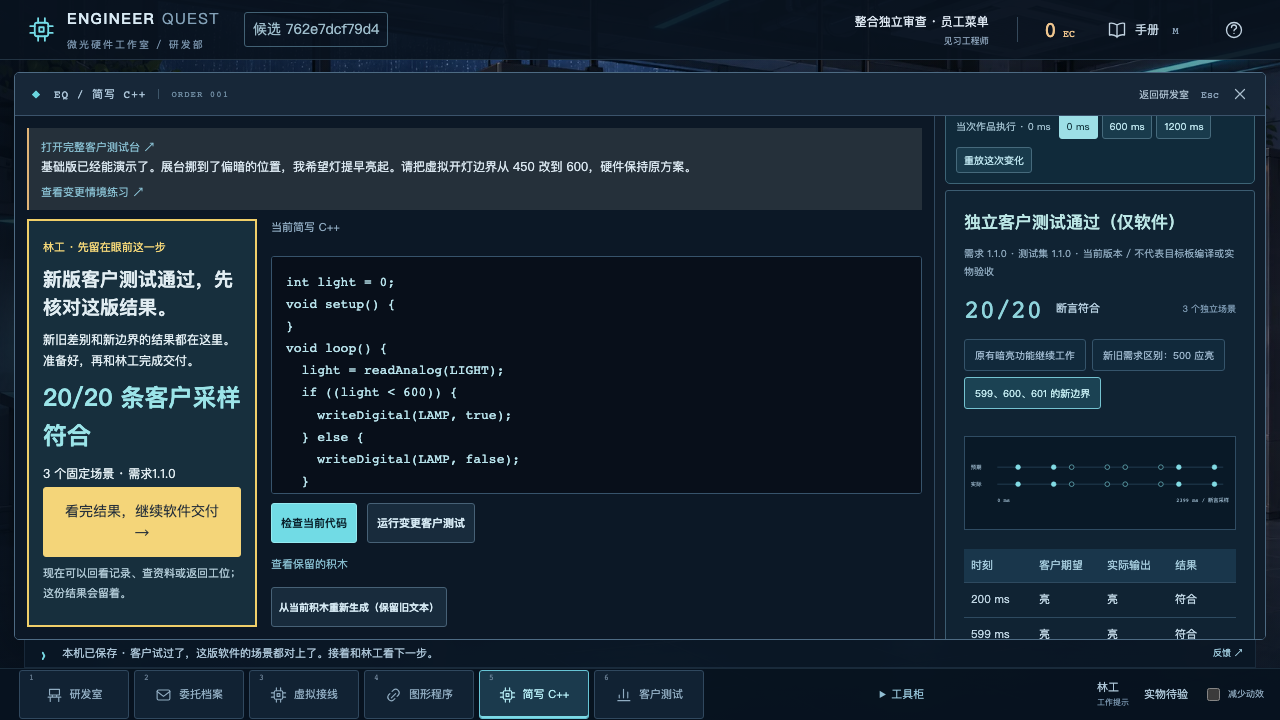 ENGINEER QUEST
微光硬件工作室 / 研发部
候选 762e7dcf79d4
整合独立审查 · 员工菜单
见习工程师
0 EC
手册 M
EQ / 简写 C++
ORDER 001
返回研发室 Esc
打开完整客户测试台 ↗
基础版已经能演示了。展台挪到了偏暗的位置，我希望灯提早亮起。请把虚拟开灯边界从 450 改到 600，硬件保持原方案。
查看变更情境练习 ↗
林工 · 先留在眼前这一步
新版客户测试通过，先
核对这版结果。
新旧差别和新边界的结果都在这里。
准备好，再和林工完成交付。
20/20 条客户采样
符合
3 个固定场景 · 需求1.1.0
看完结果，继续软件交付
→
现在可以回看记录、查资料或返回工位；
这份结果会留着。
当前简写 C++
int light = 0;
void setup() {
}
void loop() {
light = readAnalog(LIGHT);
if ((light < 600)) {
writeDigital(LAMP, true);
} else {
writeDigital(LAMP, false);
}
检查当前代码
运行变更客户测试
查看保留的积木
从当前积木重新生成（保留旧文本）
当次作品执行 · 0 ms
0 ms
600 ms
1200 ms
重放这次变化
独立客户测试通过（仅软件）
需求 1.1.0 · 测试集 1.1.0 · 当前版本 / 不代表目标板编译或实
物验收
20/20 断言符合
3 个独立场景
原有暗亮功能继续工作
新旧需求区别：500 应亮
599、600、601 的新边界
预期
实际
0 ms
2399 ms / 断言采样
时刻 客户期望 实际输出 结果
200 ms 亮 亮 符合
599 ms 亮 亮 符合
本机已保存 · 客户试过了，这版软件的场景都对上了。接着和林工看下一步。
反馈 ↗
1 研发室
2 委托档案
3 虚拟接线
4 图形程序
5 简写 C++
6 客户测试
工具柜
林工
工作提示
实物待验
减少动效